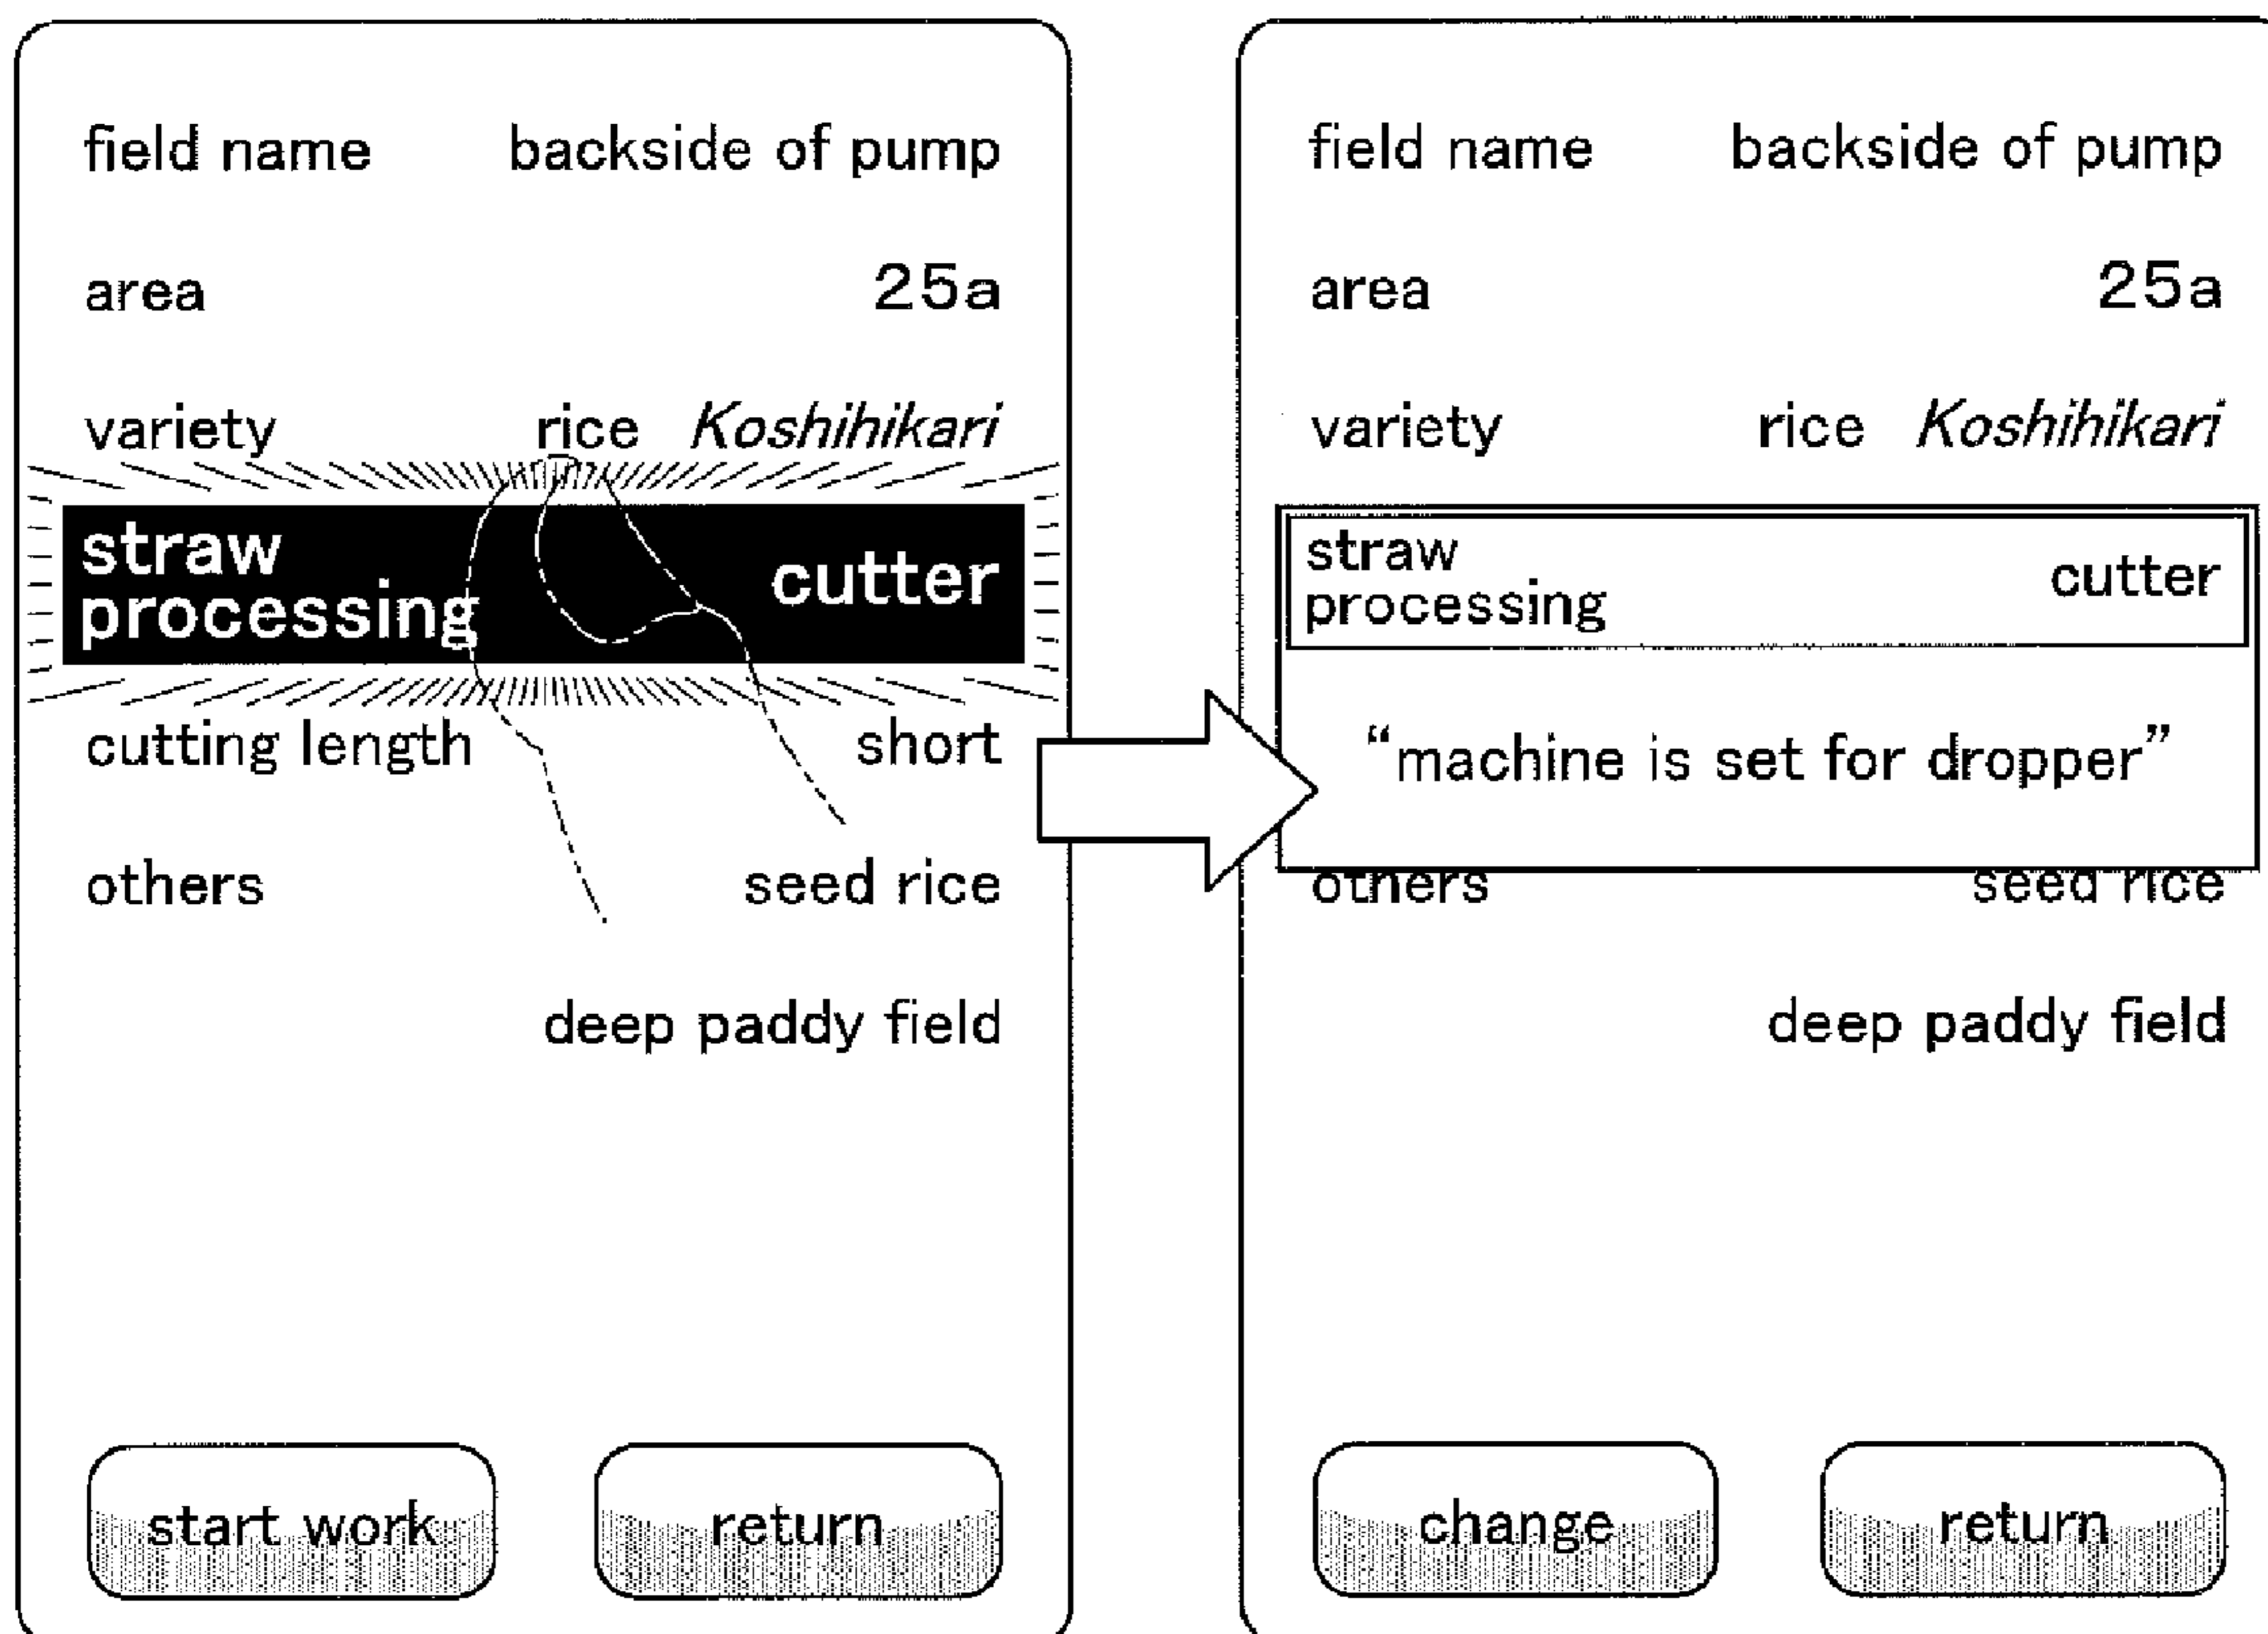 field name backside of pump
area 25a
variety rice Koshihikari
straw
processing cutter
cutting length short
others seed rice
deep paddy field
start work return
field name backside of pump
area 25a
variety rice Koshihikari
straw
processing cutter
“machine is set for dropper”
others seed rice
deep paddy field
change return